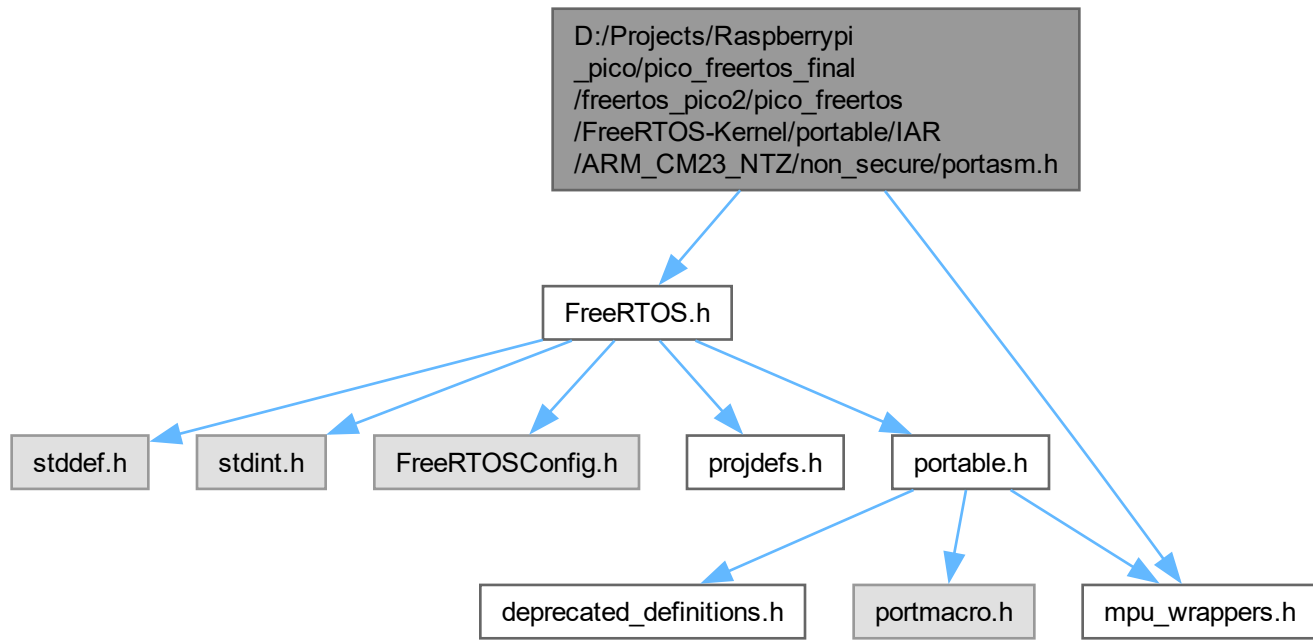 D:/Projects/Raspberrypi
_pico/pico_freertos_final
/freertos_pico2/pico_freertos
/FreeRTOS-Kernel/portable/IAR
/ARM_CM23_NTZ/non_secure/portasm.h
FreeRTOS.h
stddef.h
stdint.h
FreeRTOSConfig.h
projdefs.h
portable.h
deprecated_definitions.h
portmacro.h
mpu_wrappers.h